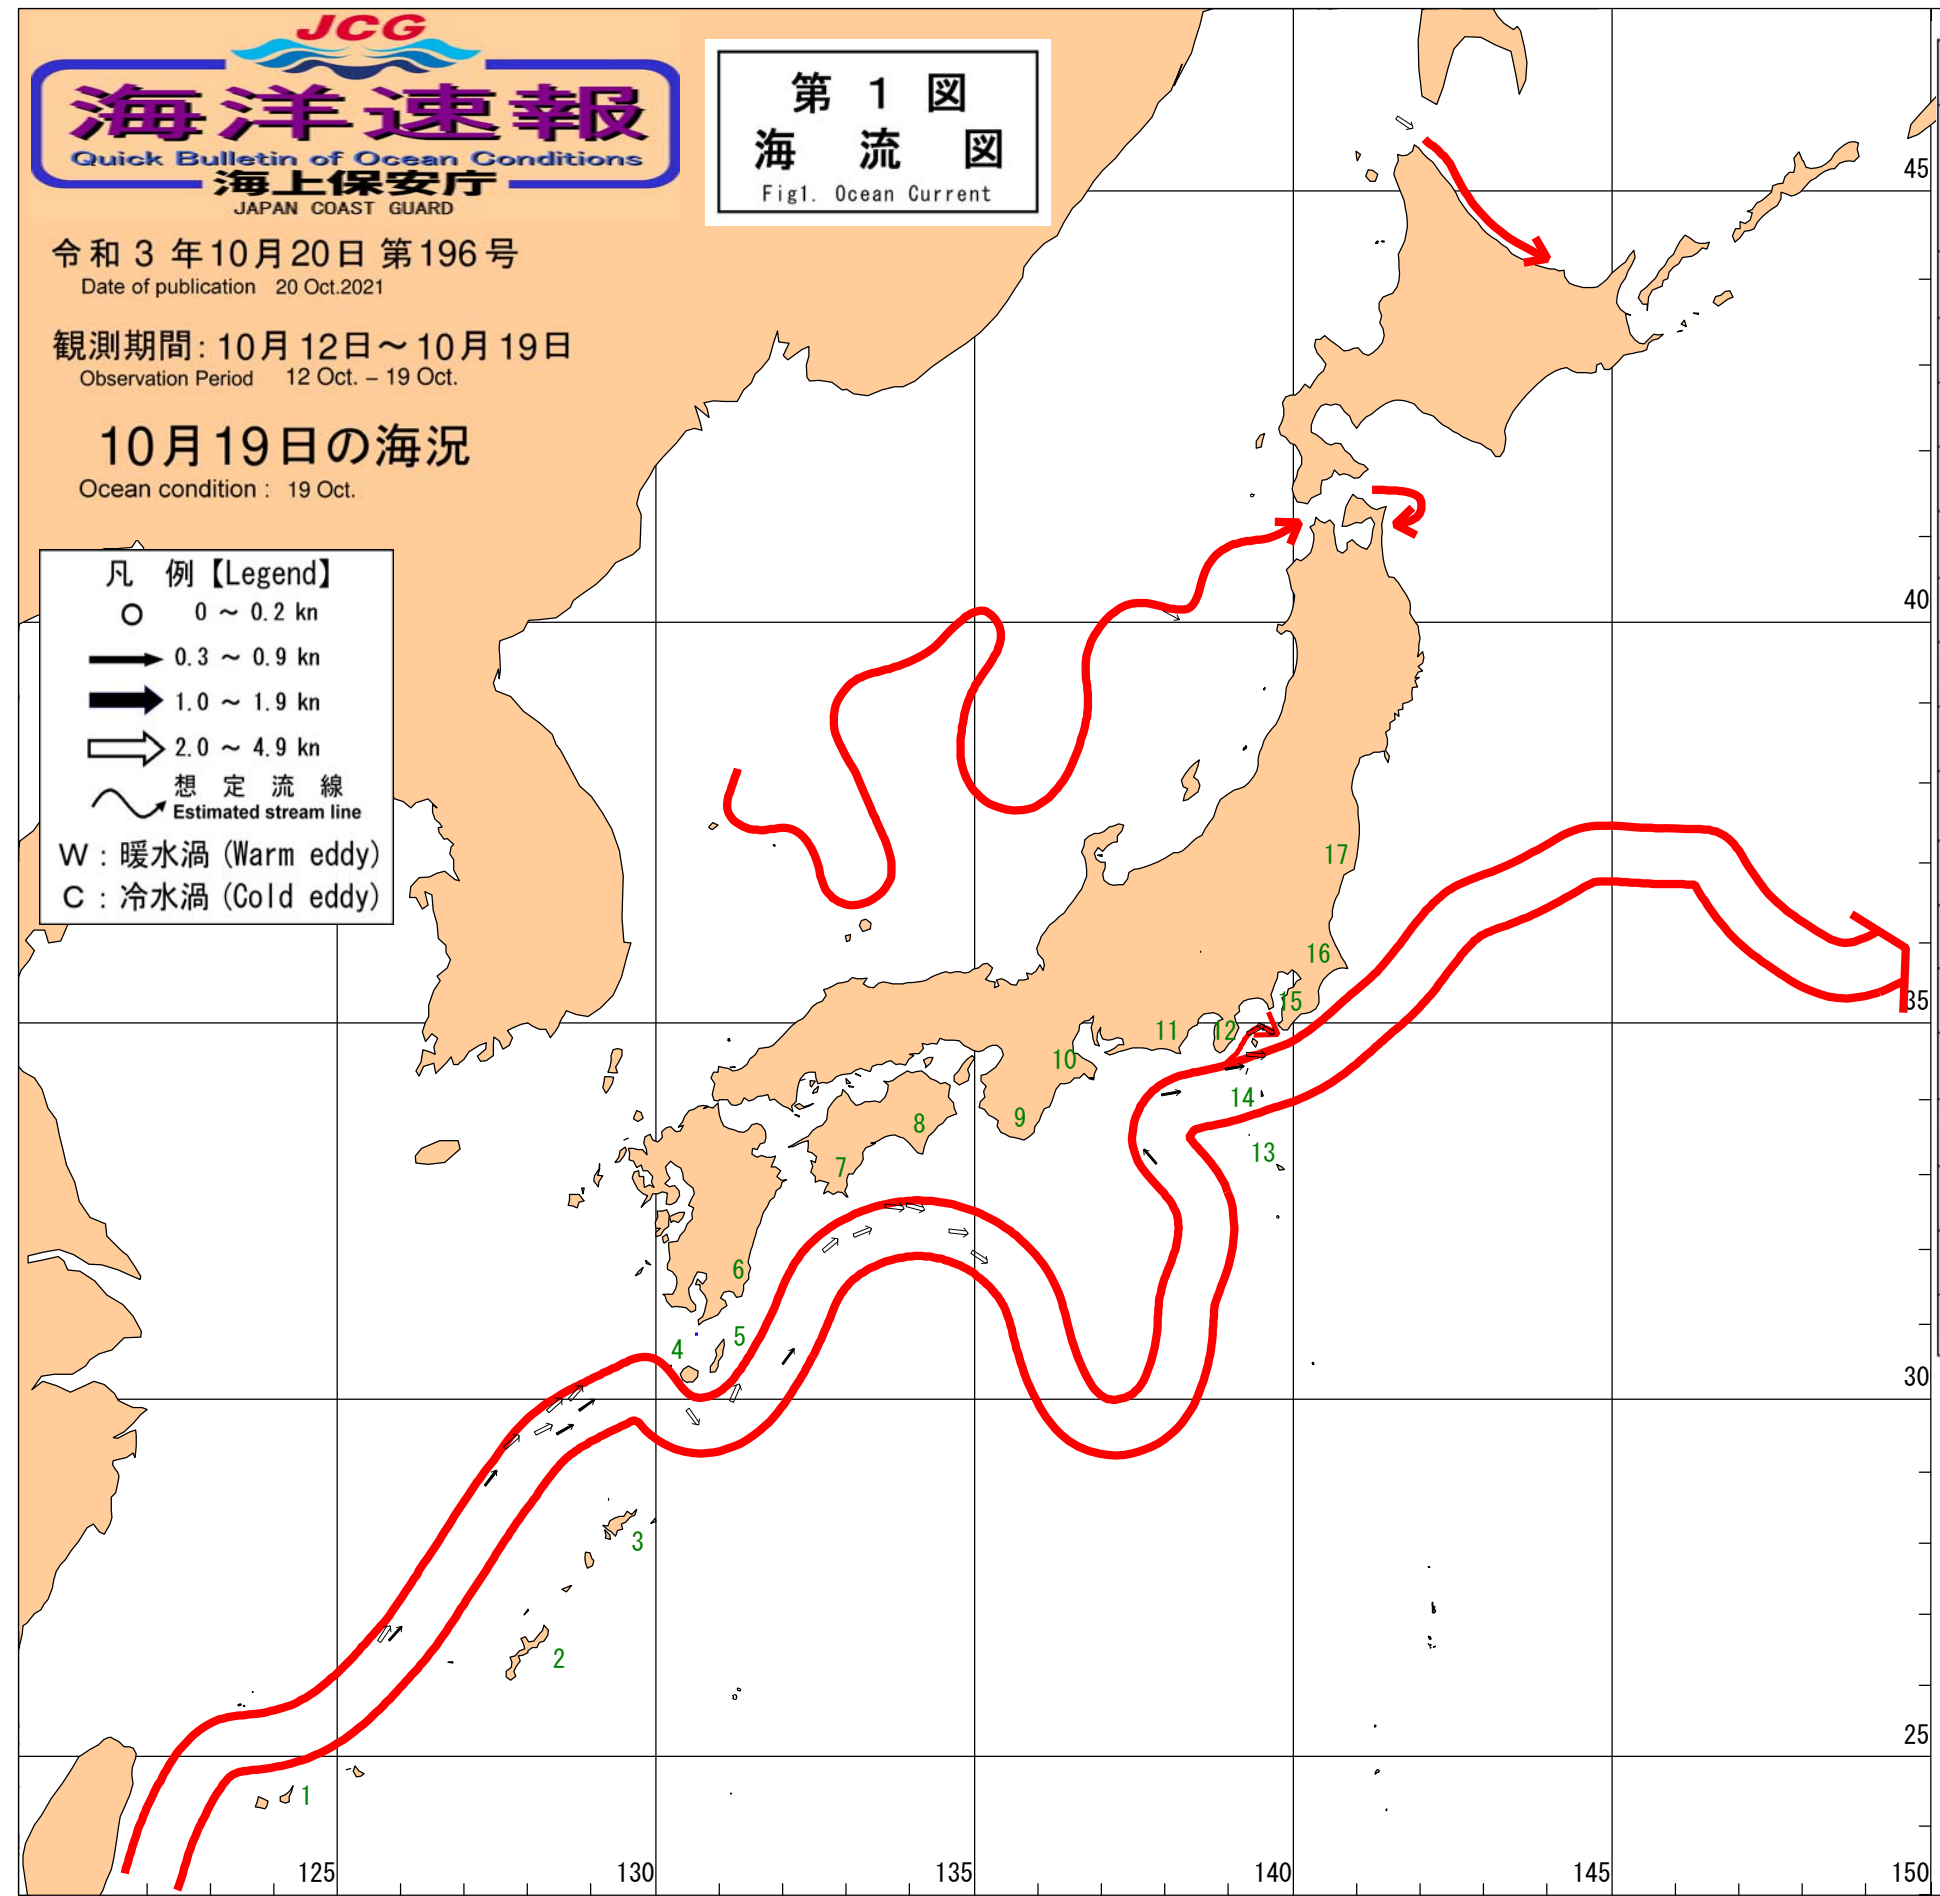 JCG
海洋速報
Quick Bulletin of Ocean Conditions
海上保安庁
JAPAN COAST GUARD
第 1 図
海 流 図
Fig1. Ocean Current
令和 3 年10月20日 第196号
Date of publication 20 Oct.2021
観測期間: 10月12日～10月19日
Observation Period 12 Oct. – 19 Oct.
10月19日の海況
Ocean condition : 19 Oct.
凡 例【Legend】
0 ～ 0.2 kn
0.3 ～ 0.9 kn
1.0 ～ 1.9 kn
2.0 ～ 4.9 kn
想 定 流 線
Estimated stream line
W : 暖水渦 (Warm eddy)
C : 冷水渦 (Cold eddy)
45
40
35
30
25
17
16
15
14
13
12
11
10
9
8
7
6
5
4
3
2
1
125
130
135
140
145
150